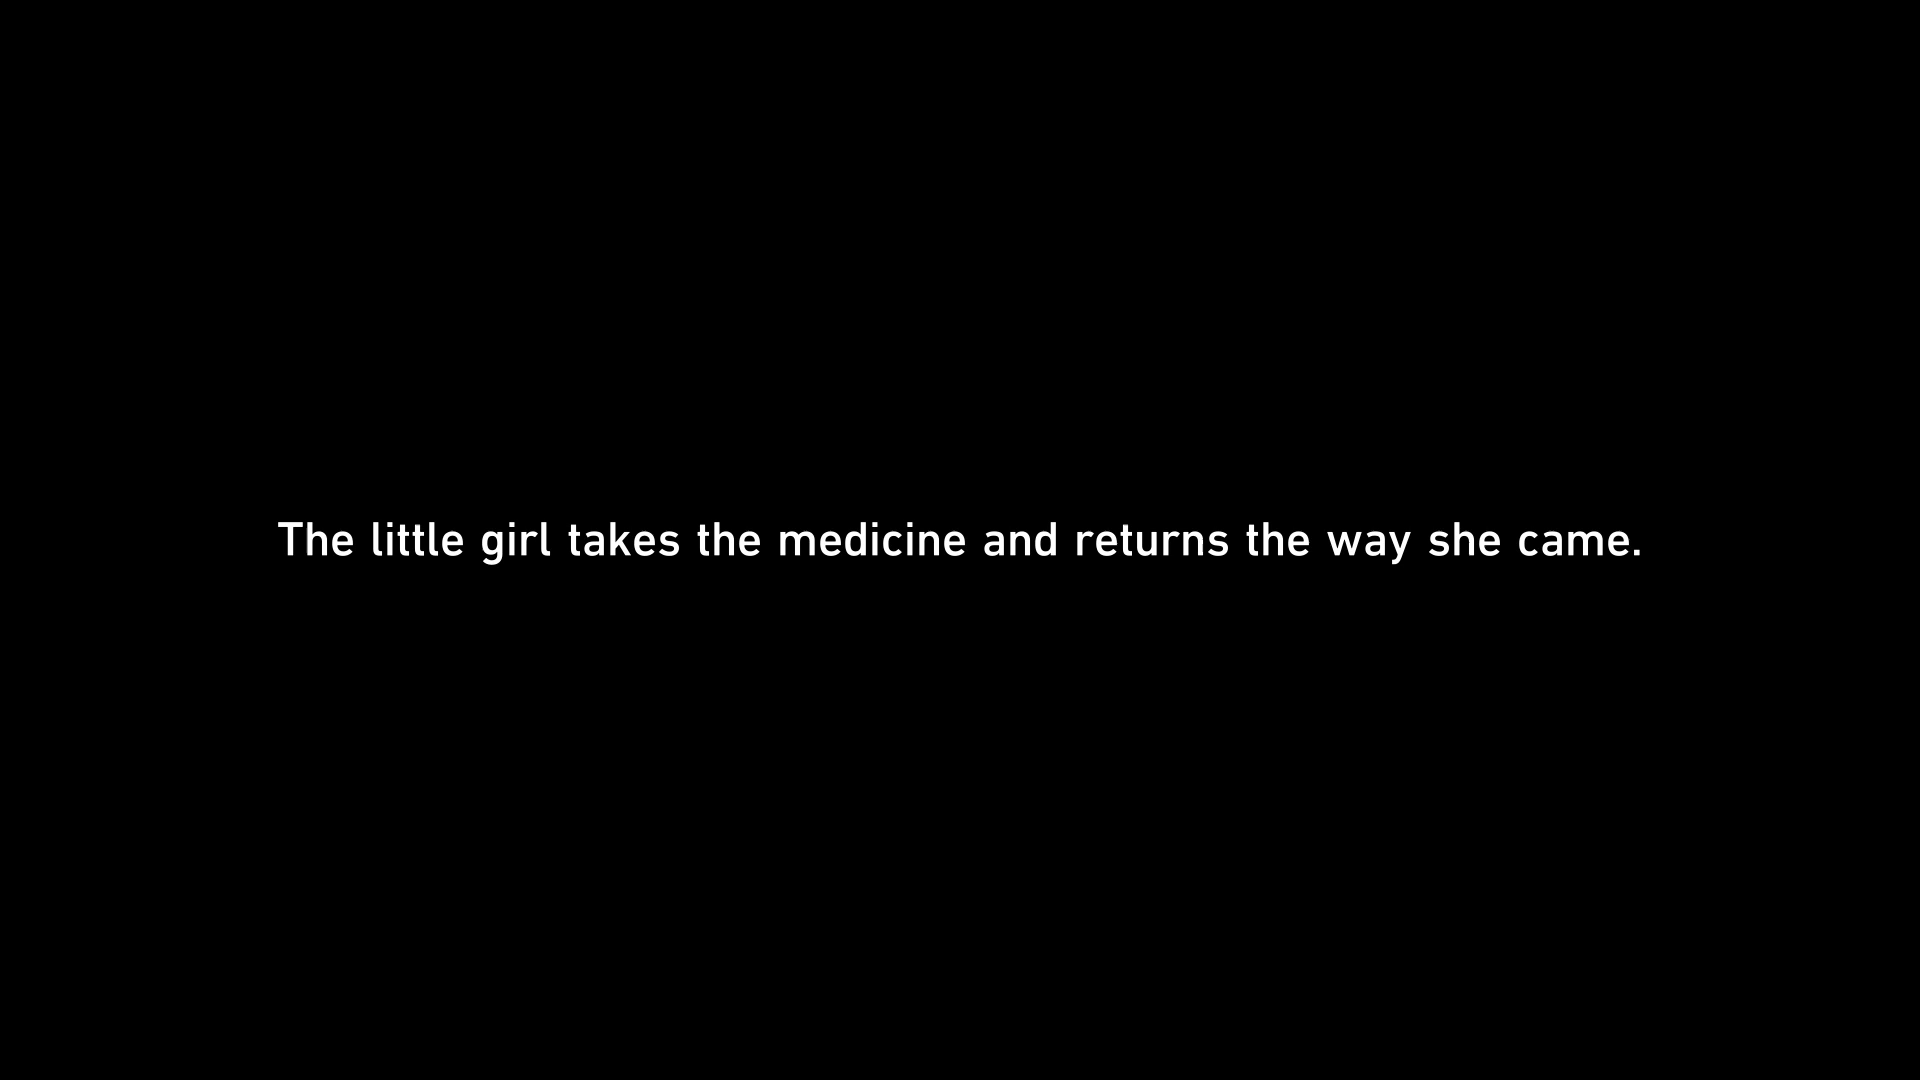 The little girl takes the medicine and returns the way she came.